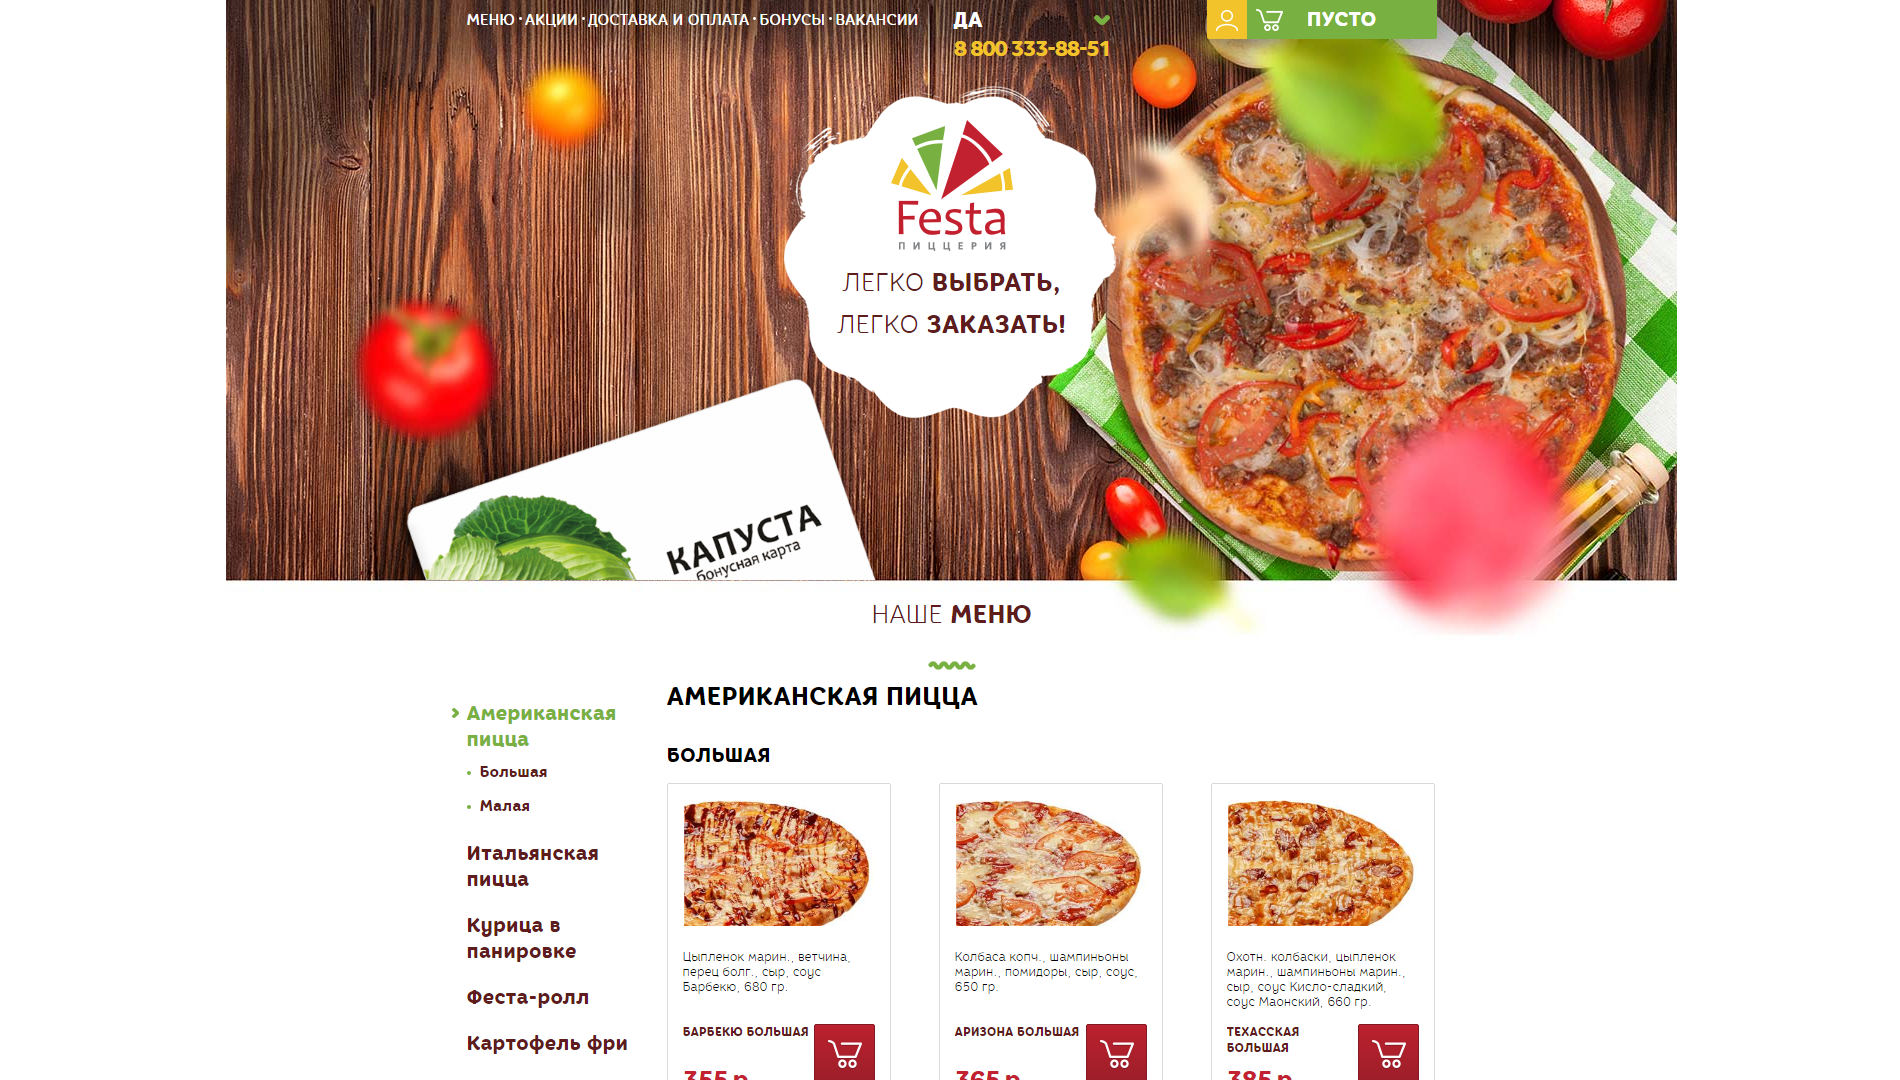 МЕНЮ · АКЦИИ · ДОСТАВКА И ОПЛАТА · БОНУСЫ · ВАКАНСИИ
ДА
8 800 333-88-51
ПУСТО
Festa
ПИЦЦЕРИЯ
ЛЕГКО ВЫБРАТЬ,
ЛЕГКО ЗАКАЗАТЬ!
КАПУСТА
бонусная карта
НАШЕ МЕНЮ
Американская
пицца
Большая
Малая
Итальянская
пицца
Курица в
панировке
Феста-ролл
Картофель фри
АМЕРИКАНСКАЯ ПИЦЦА
БОЛЬШАЯ
Цыпленок марин., ветчина,
перец болг., сыр, соус
Барбекю, 680 гр.
БАРБЕКЮ БОЛЬШАЯ
355 р
Колбаса копч., шампиньоны
марин., помидоры, сыр, соус,
650 гр.
АРИЗОНА БОЛЬШАЯ
365 р
Охотн. колбаски, цыпленок
марин., шампиньоны марин.,
сыр, соус Кисло-сладкий,
соус Маонский, 660 гр.
ТЕХАССКАЯ
БОЛЬШАЯ
385 р